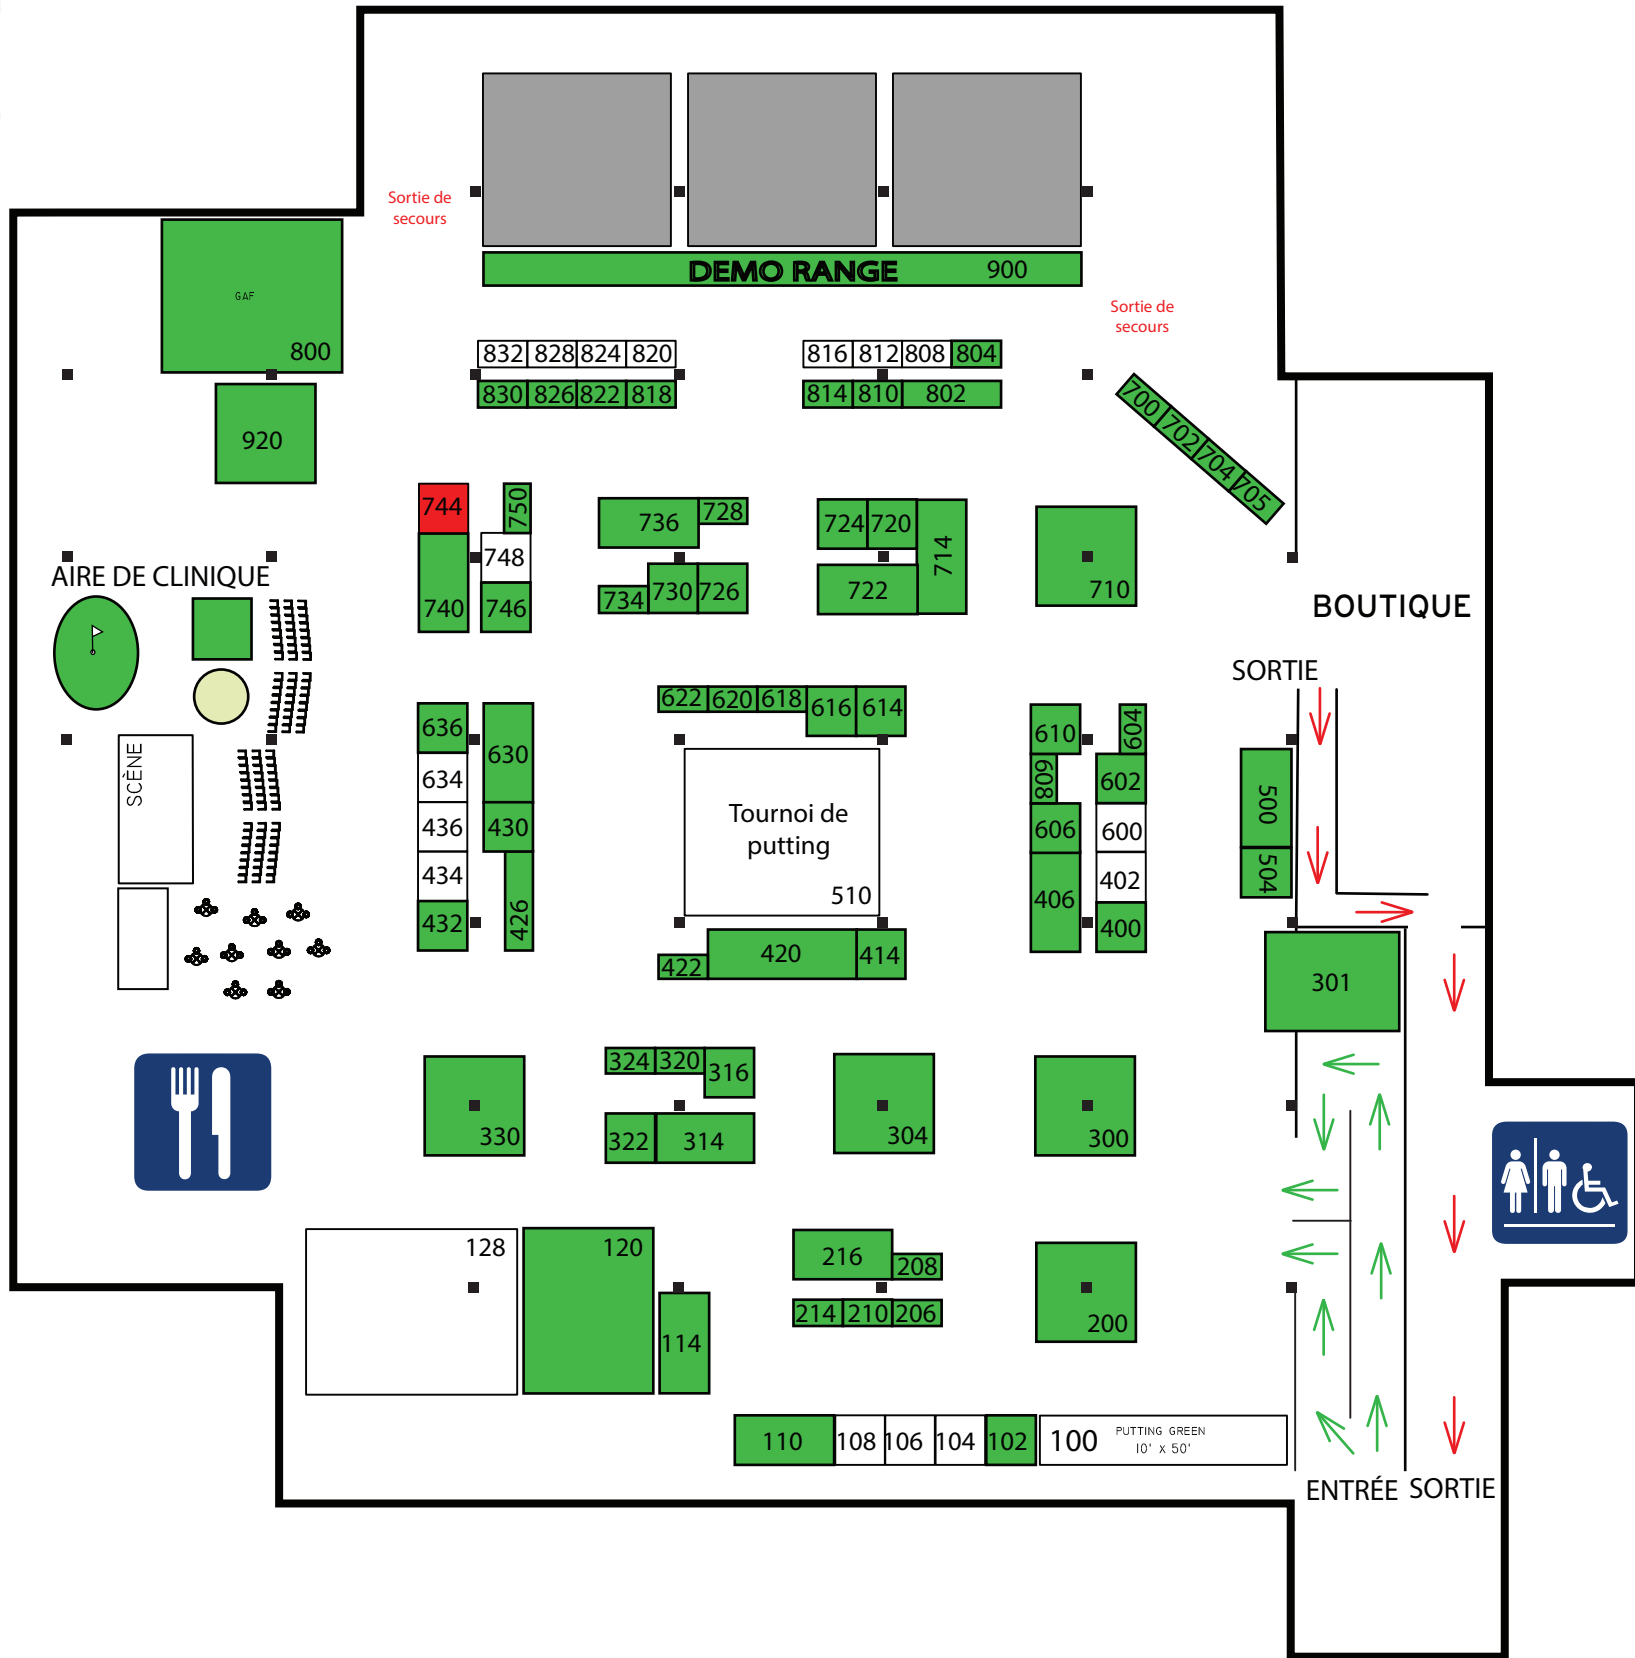 Sortie de
secours
DEMO RANGE 900
GAF
800
Sortie de
secours
832 828 824 820
816 812 808 804
830 826 822 818
814 810 802
700 702 704 705
920
744 750
736 728
724 720 714
748
740 746
734 730 726
722
710
AIRE DE CLINIQUE
BOUTIQUE
SORTIE
622 620 618 616 614
636 630
610 604
634
608 602
SCÈNE
436 430
Tournoi de
putting
510
606 600
500
434 426
406 402
504
432
400
422 420 414
301
324 320 316
330
322 314
304
300
128 120
216 208
114
214 210 206
200
110 108 106 104 102 100 PUTTING GREEN
10' X 50'
ENTRÉE SORTIE